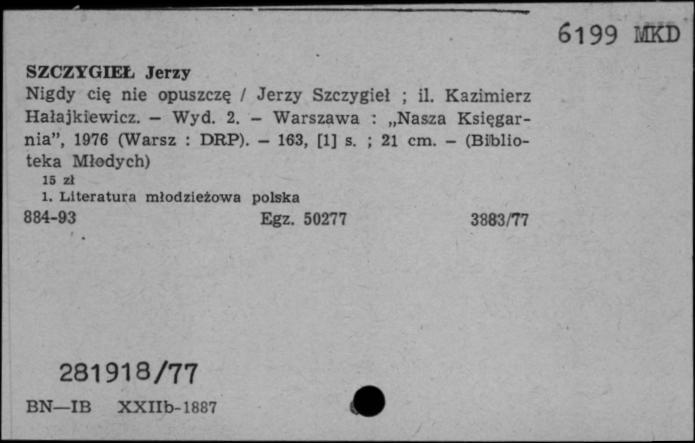 6199 MKD
SZCZYGIEŁ Jerzy
Nigdy cię nie opuszczę / Jerzy Szczygieł ; il. Kazimierz
Hałajkiewicz. — Wyd. 2. — Warszawa : „Nasza Księgar-
nia”, 1976 (Warsz : DRP). — 163, [1] s. ; 21 cm. — (Biblio-
teka Młodych)
15 zł
1. Literatura młodzieżowa polska
884-93 Egz. 50277 3883/77
281918/77
BN—IB XXIIb-1887